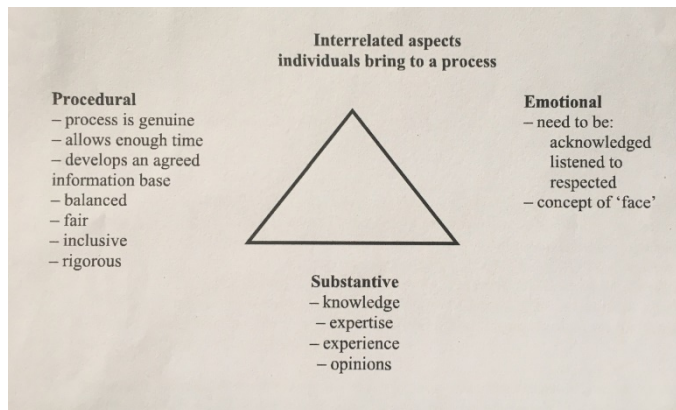 Interrelated aspects
individuals bring to a process
Procedural
– process is genuine
– allows enough time
– develops an agreed
information base
– balanced
– fair
– inclusive
– rigorous
Emotional
– need to be:
acknowledged
listened to
respected
– concept of ‘face’
Substantive
– knowledge
– expertise
– experience
– opinions